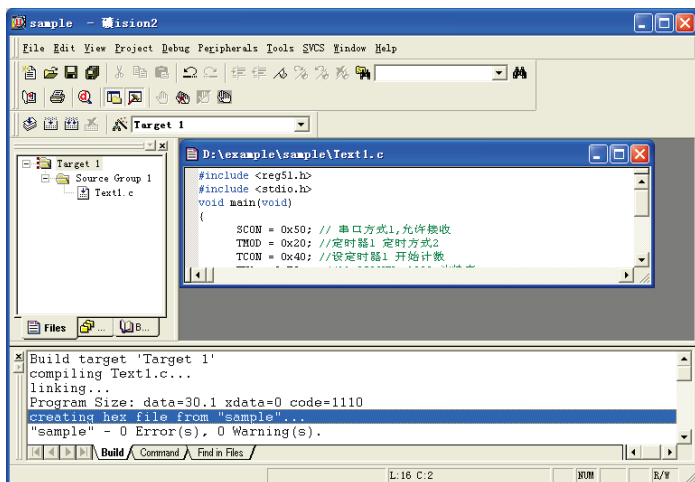 sample - 礦ision2
File Edit View Project Debug Peripherals Tools SVCS Window Help
Target 1
Target 1
Source Group 1
Text1.c
Files
...
B...
D:\example\sample\Text1.c
#include <reg51.h>
#include <stdio.h>
void main(void)
{
SCON = 0x50; // 串口方式1,允许接收
TMOD = 0x20; //定时器1 定时方式2
TCON = 0x40; //设定时器1 开始计数
Build target 'Target 1'
compiling Text1.c...
linking...
Program Size: data=30.1 xdata=0 code=1110
creating hex file from "sample"...
"sample" - 0 Error(s), 0 Warning(s).
Build Command Find in Files
L:16 C:2 NUM R/W